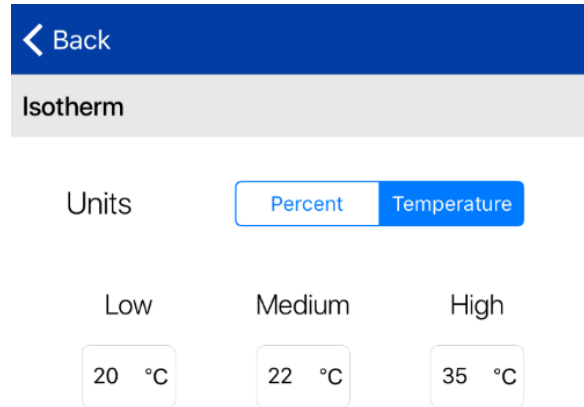 Back
Isotherm
Units Percent Temperature
Low Medium High
20 °C 22 °C 35 °C